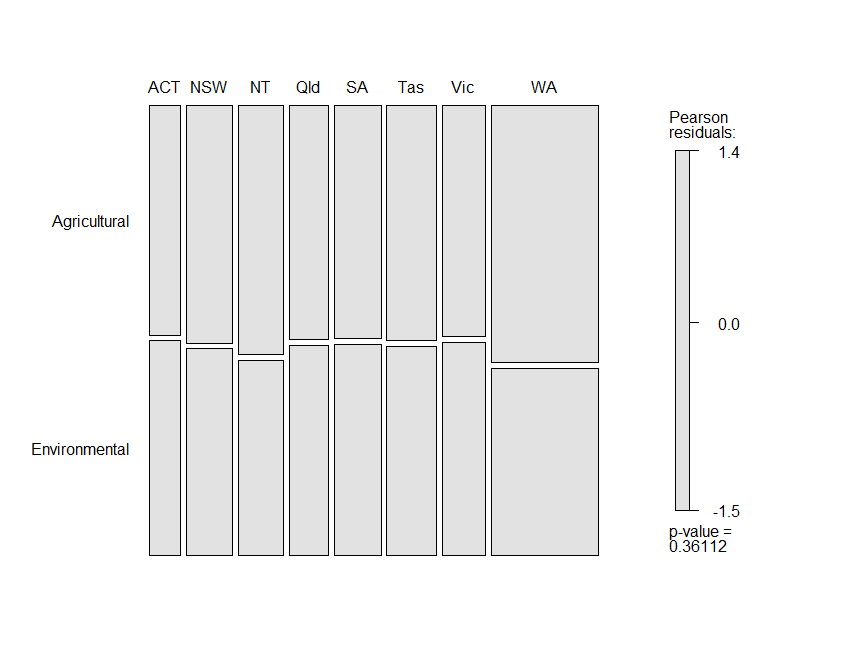 ACT NSW NT Qld SA Tas Vic WA
Agricultural
Environmental
Pearson
residuals:
1.4
0.0
-1.5
p-value =
0.36112